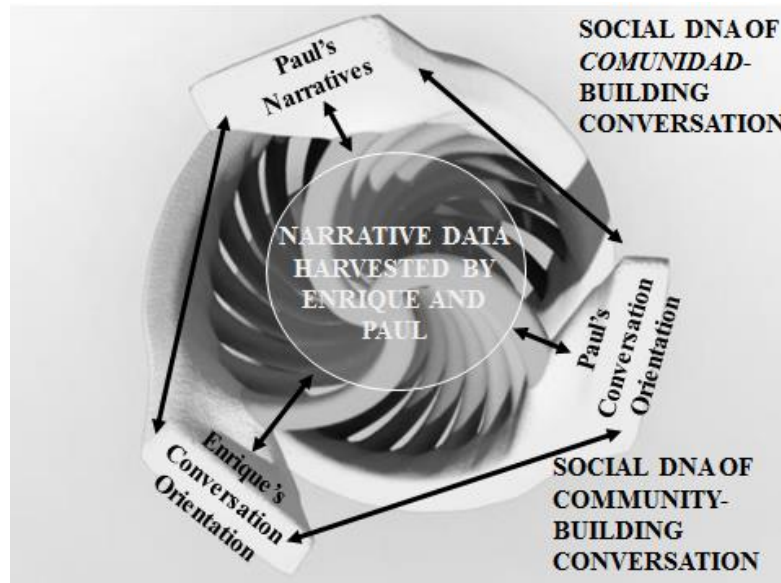 SOCIAL DNA OF
COMUNIDAD-
BUILDING
CONVERSATION
Paul's
Narratives
NARRATIVE DATA
HARVESTED BY
ENRIQUE AND
PAUL
Paul's
Conversation
Orientation
Enrique's
Conversation
Orientation
SOCIAL DNA OF
COMMUNITY-
BUILDING
CONVERSATION